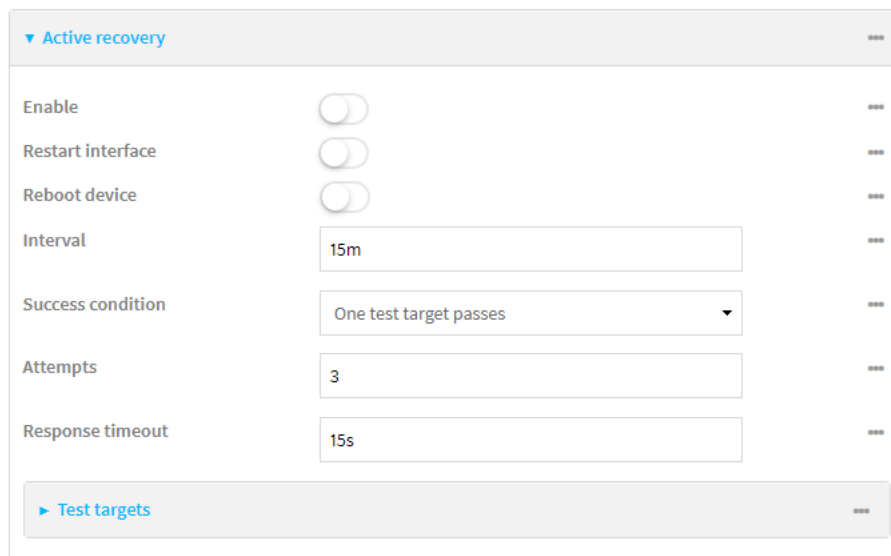 Active recovery
Enable
Restart interface
Reboot device
Interval 15m
Success condition One test target passes
Attempts 3
Response timeout 15s
Test targets